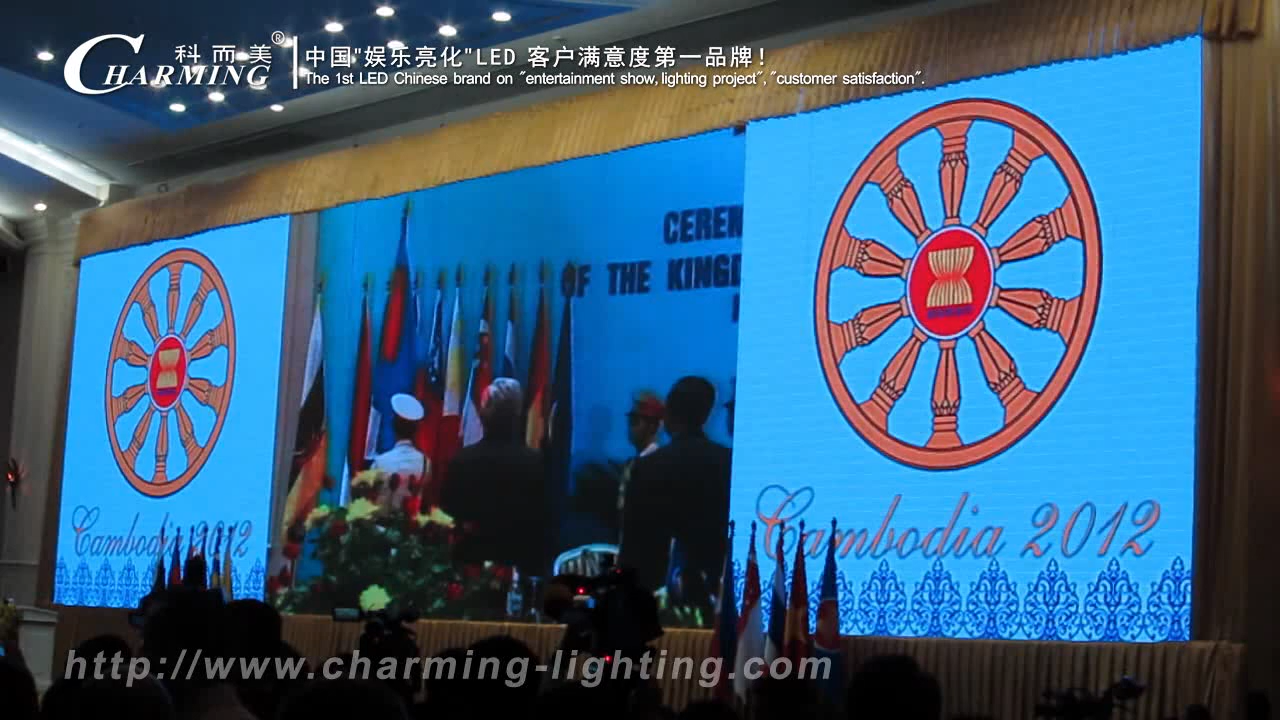 科而美®
CHARMING
中国"娱乐亮化"LED 客户满意度第一品牌!
The 1st LED Chinese brand on "entertainment show, lighting project", "customer satisfaction".
OF THE
Cambodia 2012
Cambodia 2012
http://www.charming-lighting.com